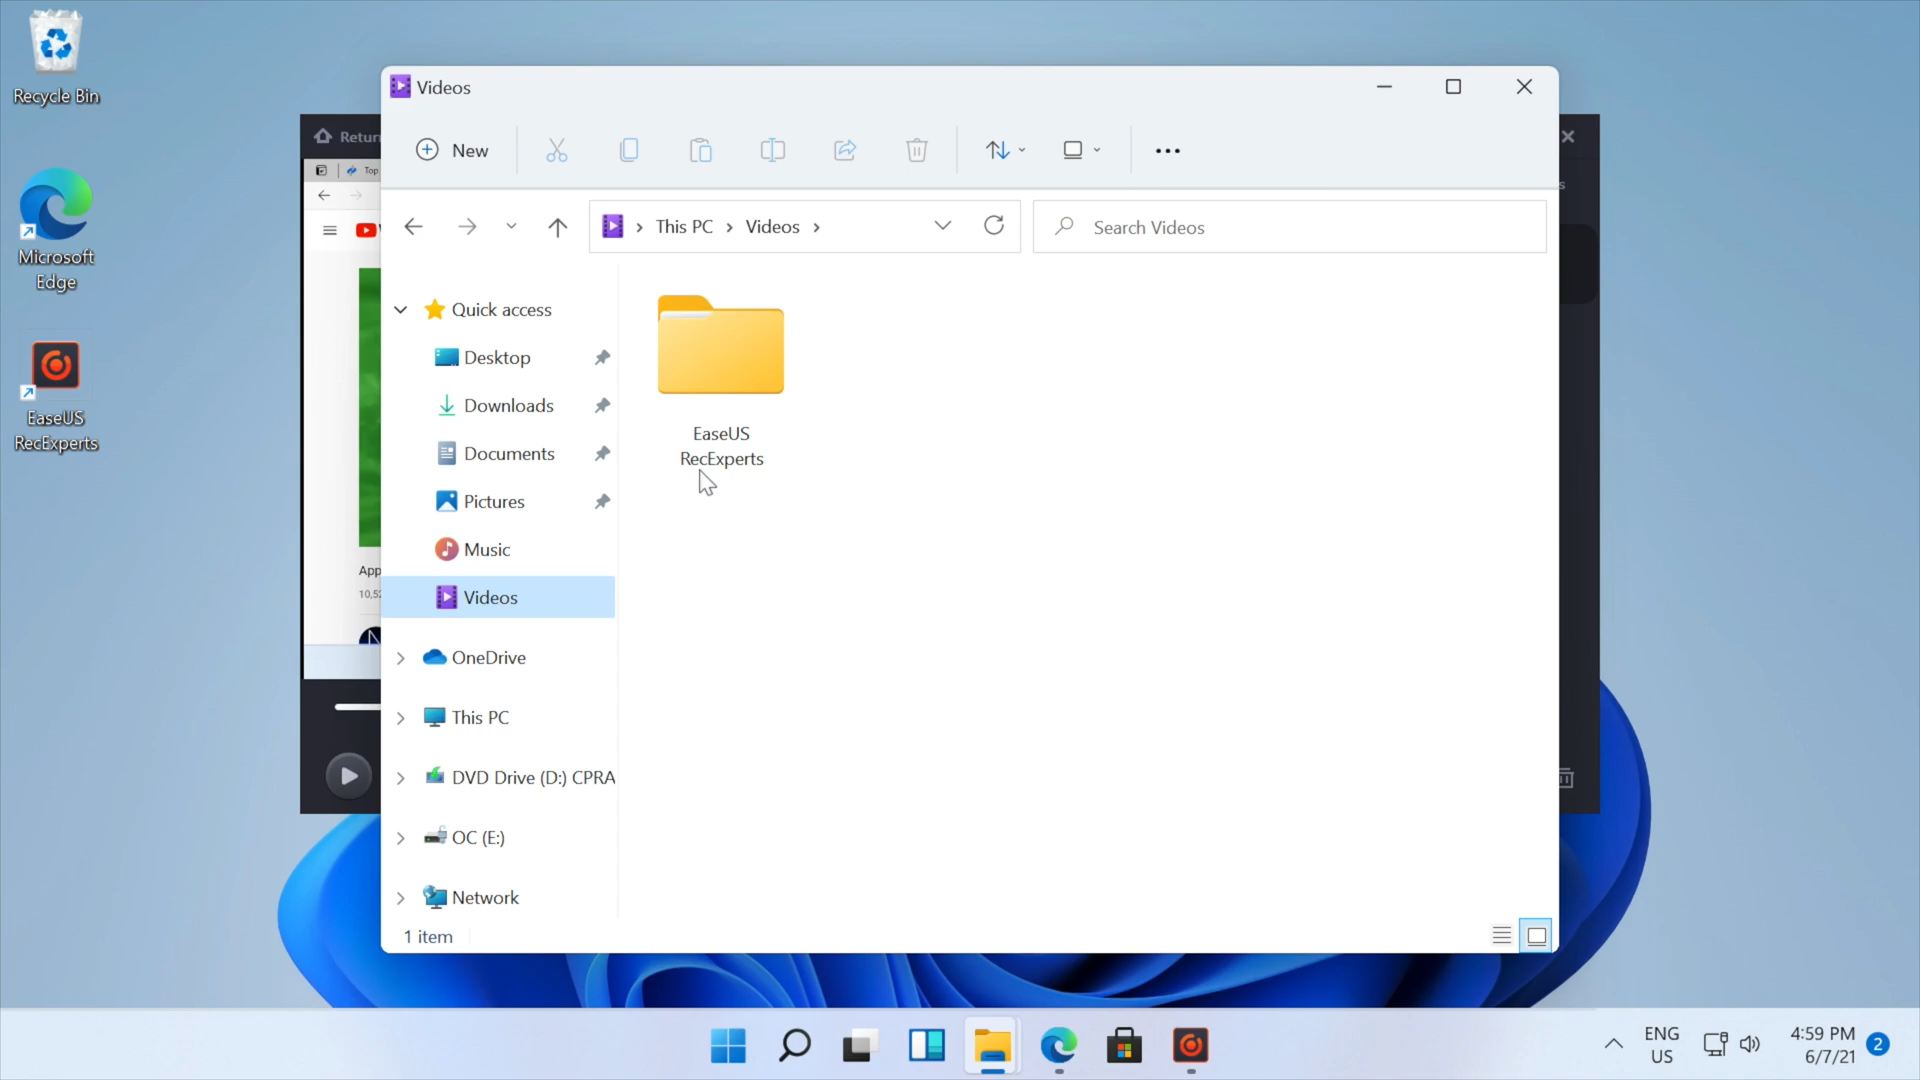 Recycle Bin
Microsoft
Edge
EaseUS
RecExperts
Return
Top
App
10,52
Videos
New
This PC
Videos
Search Videos
Quick access
Desktop
Downloads
Documents
Pictures
Music
Videos
OneDrive
This PC
DVD Drive (D:) CPRA
OC (E:)
Network
EaseUS
RecExperts
1 item
s
ENG
US
4:59 PM
6/7/21
2